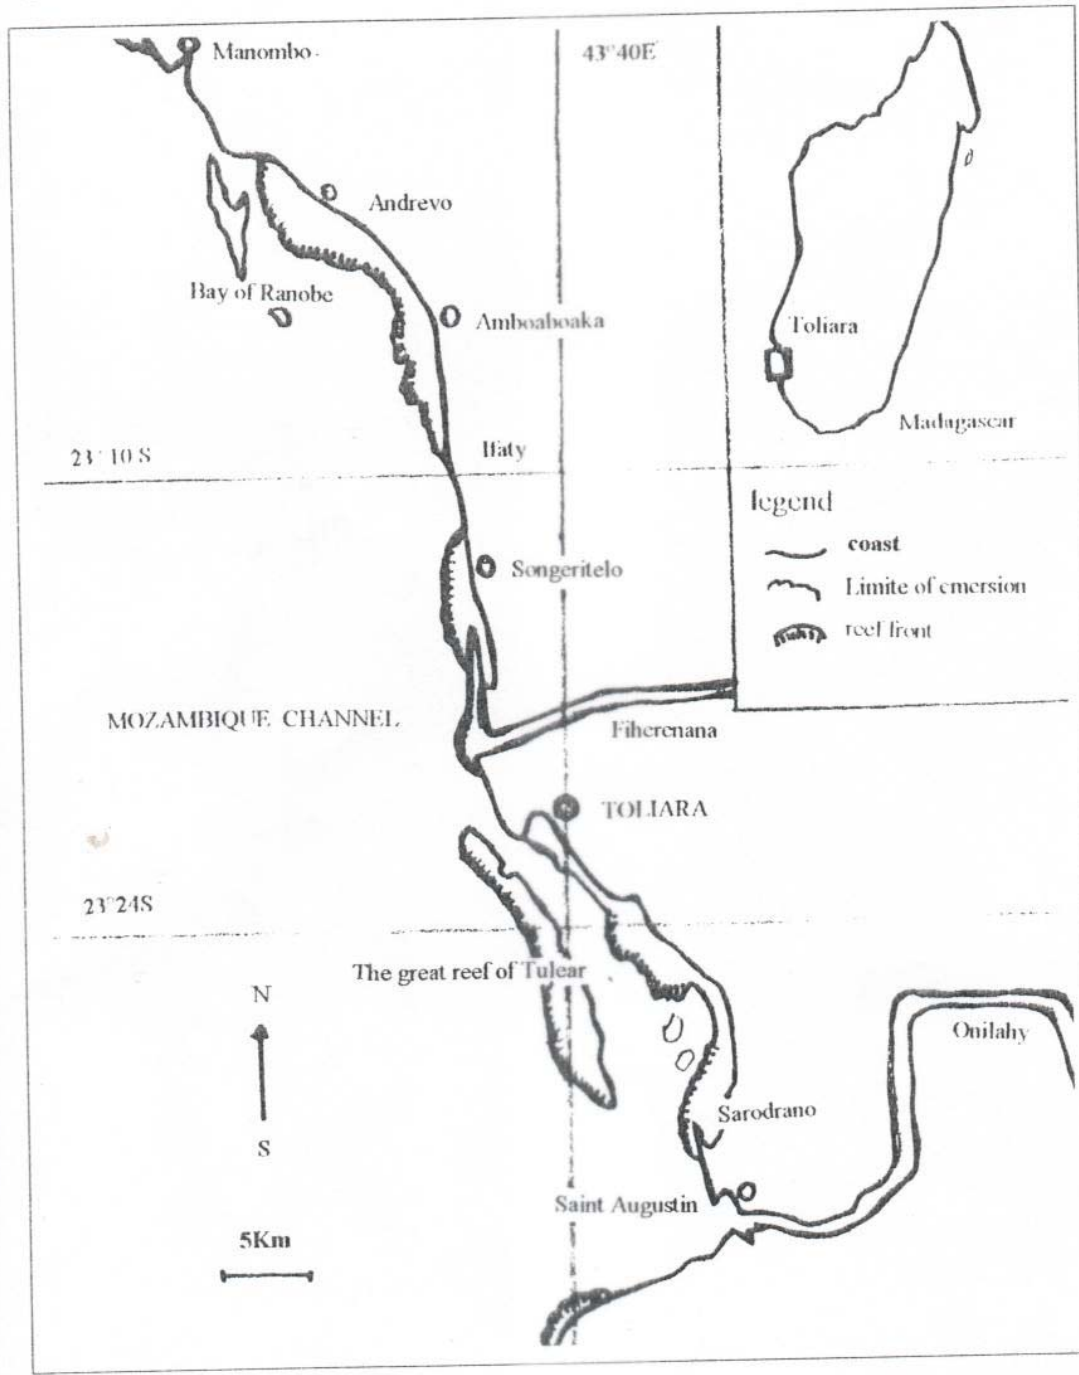 Manombo
43°40E
Andrevo
Bay of Ranobe
Amboaboaka
Toliara
Madagascar
Ifaty
23°10 S
legend
coast
Limite of emersion
reef front
Songeritelo
MOZAMBIQUE CHANNEL
Fiherenana
TOLIARA
23°24S
The great reef of Tulear
N
S
Onilahy
Sarodrano
Saint Augustin
5Km